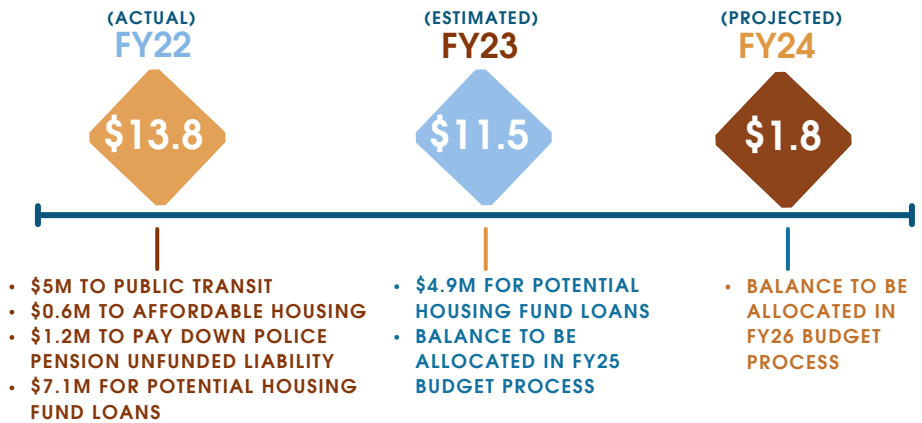 (ACTUAL)
FY22
$13.8
• $5M TO PUBLIC TRANSIT
• $0.6M TO AFFORDABLE HOUSING
• $1.2M TO PAY DOWN POLICE
PENSION UNFUNDED LIABILITY
• $7.1M FOR POTENTIAL HOUSING
FUND LOANS
(ESTIMATED)
FY23
$11.5
• $4.9M FOR POTENTIAL
HOUSING FUND LOANS
• BALANCE TO BE
ALLOCATED IN FY25
BUDGET PROCESS
(PROJECTED)
FY24
$1.8
• BALANCE TO BE
ALLOCATED IN
FY26 BUDGET
PROCESS